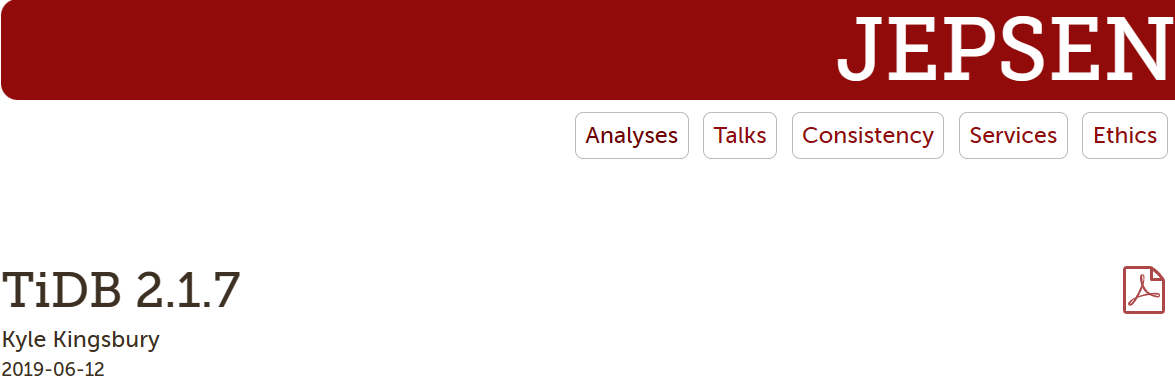 JEPSEN
Analyses Talks Consistency Services Ethics
TiDB 2.1.7
Kyle Kingsbury
2019-06-12